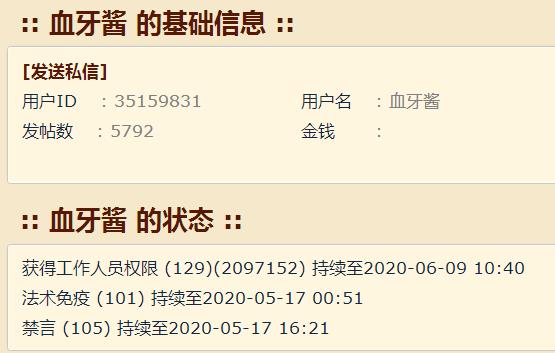 :: 血牙酱 的基础信息 ::
[发送私信]
用户ID : 35159831 用户名 : 血牙酱
发帖数 : 5792 金钱 :
:: 血牙酱 的状态 ::
获得工作人员权限 (129)(2097152) 持续至2020-06-09 10:40
法术免疫 (101) 持续至2020-05-17 00:51
禁言 (105) 持续至2020-05-17 16:21